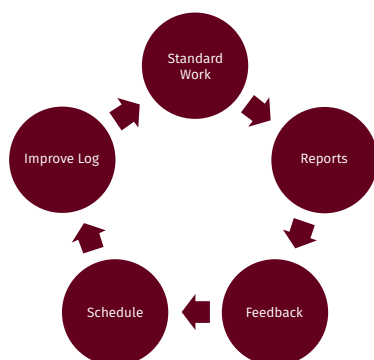 Standard
Work
Reports
Feedback
Schedule
Improve Log